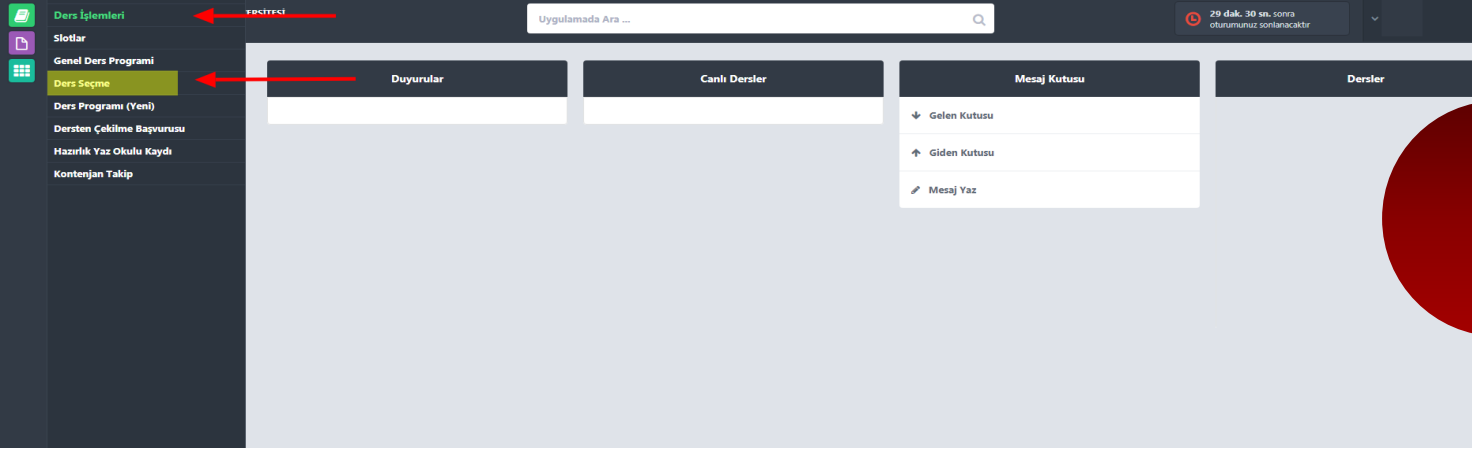 Ders İşlemleri
Slotlar
Genel Ders Programi
Ders Seçme
Ders Programı (Yeni)
Dersten Çekilme Başvurusu
Hazırlık Yaz Okulu Kaydı
Kontenjan Takip
Uygulamada Ara ...
29 dak. 30 sn. sonra
oturumunuz sonlanacaktır
Duyurular
Canlı Dersler
Mesaj Kutusu
Gelen Kutusu
Giden Kutusu
Mesaj Yaz
Dersler